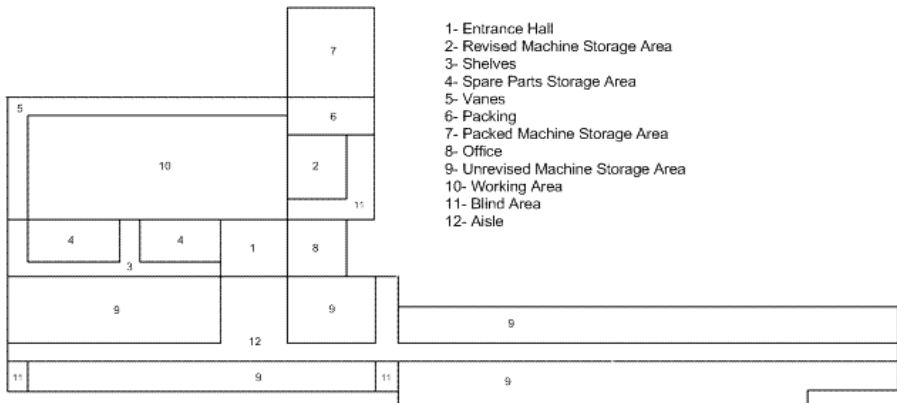 1- Entrance Hall
2- Revised Machine Storage Area
3- Shelves
4- Spare Parts Storage Area
5- Vanes
6- Packing
7- Packed Machine Storage Area
8- Office
9- Unrevised Machine Storage Area
10- Working Area
11- Blind Area
12- Aisle
7
5
6
10
2
11
4
4
1
8
3
9
9
9
12
11
9
11
9